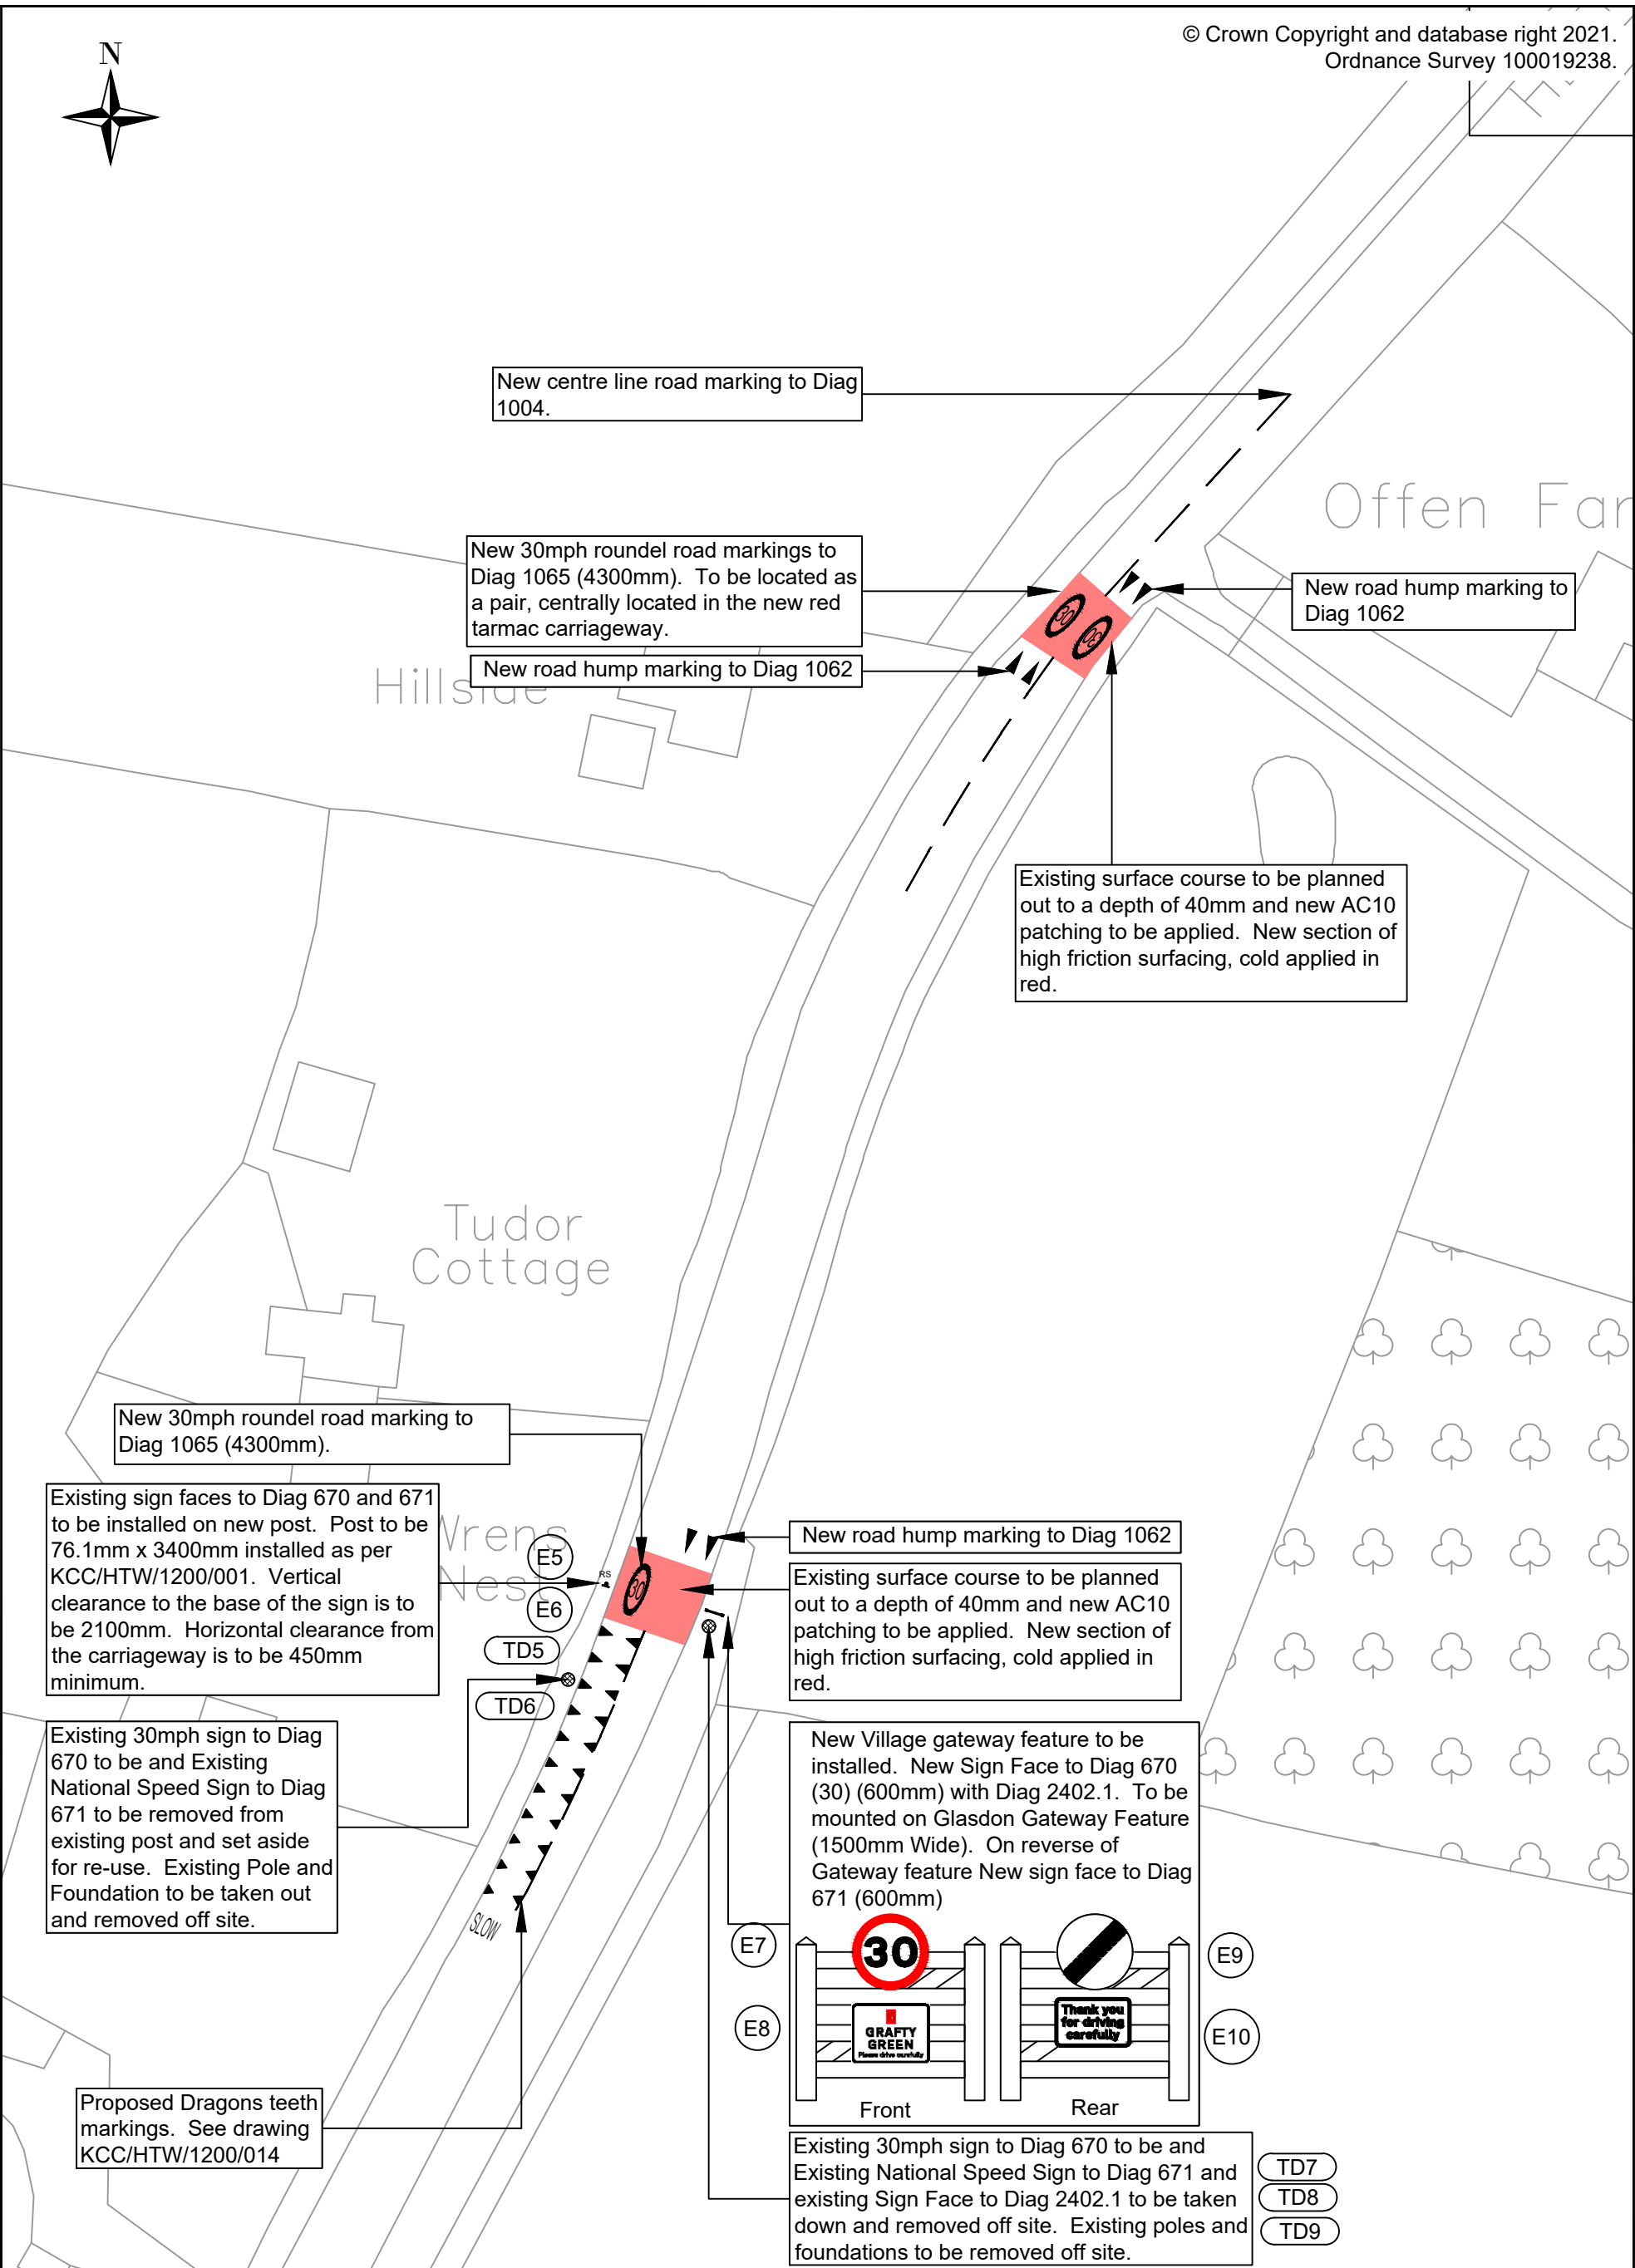 © Crown Copyright and database right 2021.
Ordnance Survey 100019238.
N
New centre line road marking to Diag
1004.
Offen Far
New 30mph roundel road markings to
Diag 1065 (4300mm). To be located as
a pair, centrally located in the new red
tarmac carriageway.
30
30
New road hump marking to
Diag 1062
New road hump marking to Diag 1062
Hillside
Existing surface course to be planned
out to a depth of 40mm and new AC10
patching to be applied. New section of
high friction surfacing, cold applied in
red.
Tudor
Cottage
New 30mph roundel road marking to
Diag 1065 (4300mm).
Existing sign faces to Diag 670 and 671
to be installed on new post. Post to be
76.1mm x 3400mm installed as per
KCC/HTW/1200/001. Vertical
clearance to the base of the sign is to
be 2100mm. Horizontal clearance from
the carriageway is to be 450mm
minimum.
Wrens
Nest
E5
E6
RS
30
TD5
TD6
New road hump marking to Diag 1062
Existing surface course to be planned
out to a depth of 40mm and new AC10
patching to be applied. New section of
high friction surfacing, cold applied in
red.
Existing 30mph sign to Diag
670 to be and Existing
National Speed Sign to Diag
671 to be removed from
existing post and set aside
for re-use. Existing Pole and
Foundation to be taken out
and removed off site.
SLOW
New Village gateway feature to be
installed. New Sign Face to Diag 670
(30) (600mm) with Diag 2402.1. To be
mounted on Glasdon Gateway Feature
(1500mm Wide). On reverse of
Gateway feature New sign face to Diag
671 (600mm)
E7
E8
30
GRAFTY
GREEN
Please drive carefully
Front
Thank you
for driving
carefully
Rear
E9
E10
Proposed Dragons teeth
markings. See drawing
KCC/HTW/1200/014
Existing 30mph sign to Diag 670 to be and
Existing National Speed Sign to Diag 671 and
existing Sign Face to Diag 2402.1 to be taken
down and removed off site. Existing poles and
foundations to be removed off site.
TD7
TD8
TD9